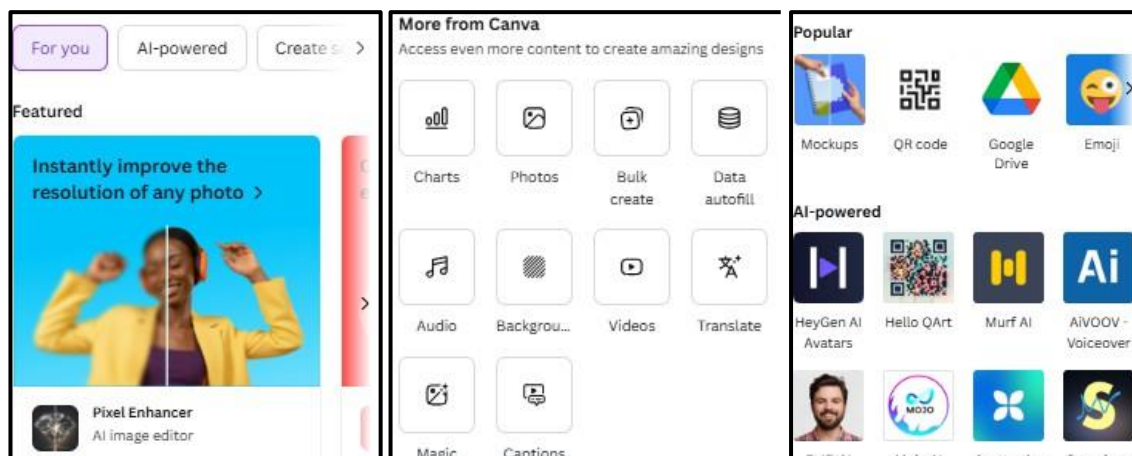 For you
AI-powered
Create
Featured
Instantly improve the
resolution of any photo >
Pixel Enhancer
AI image editor
More from Canva
Access even more content to create amazing designs
Charts
Photos
Bulk
create
Data
autofill
Audio
Backgrou...
Videos
Translate
Magic
Captions
Popular
Mockups
QR code
Google
Drive
Emoji
AI-powered
Ai
HeyGen AI
Avatars
Hello QArt
Murf AI
AiVOOV -
Voiceover
MOJO
S